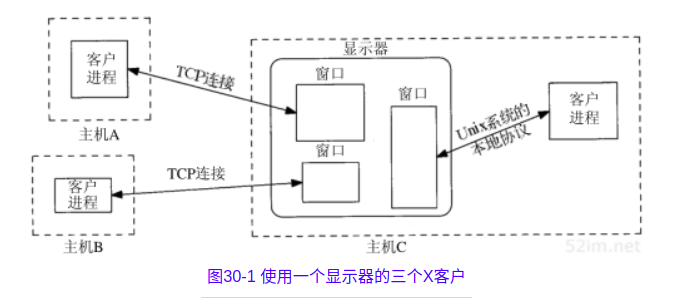 客户
进程
主机A
TCP连接
客户
进程
主机B
TCP连接
显示器
窗口
窗口
窗口
Unix系统的
本地协议
客户
进程
主机C
52im.net
图30-1 使用一个显示器的三个X客户